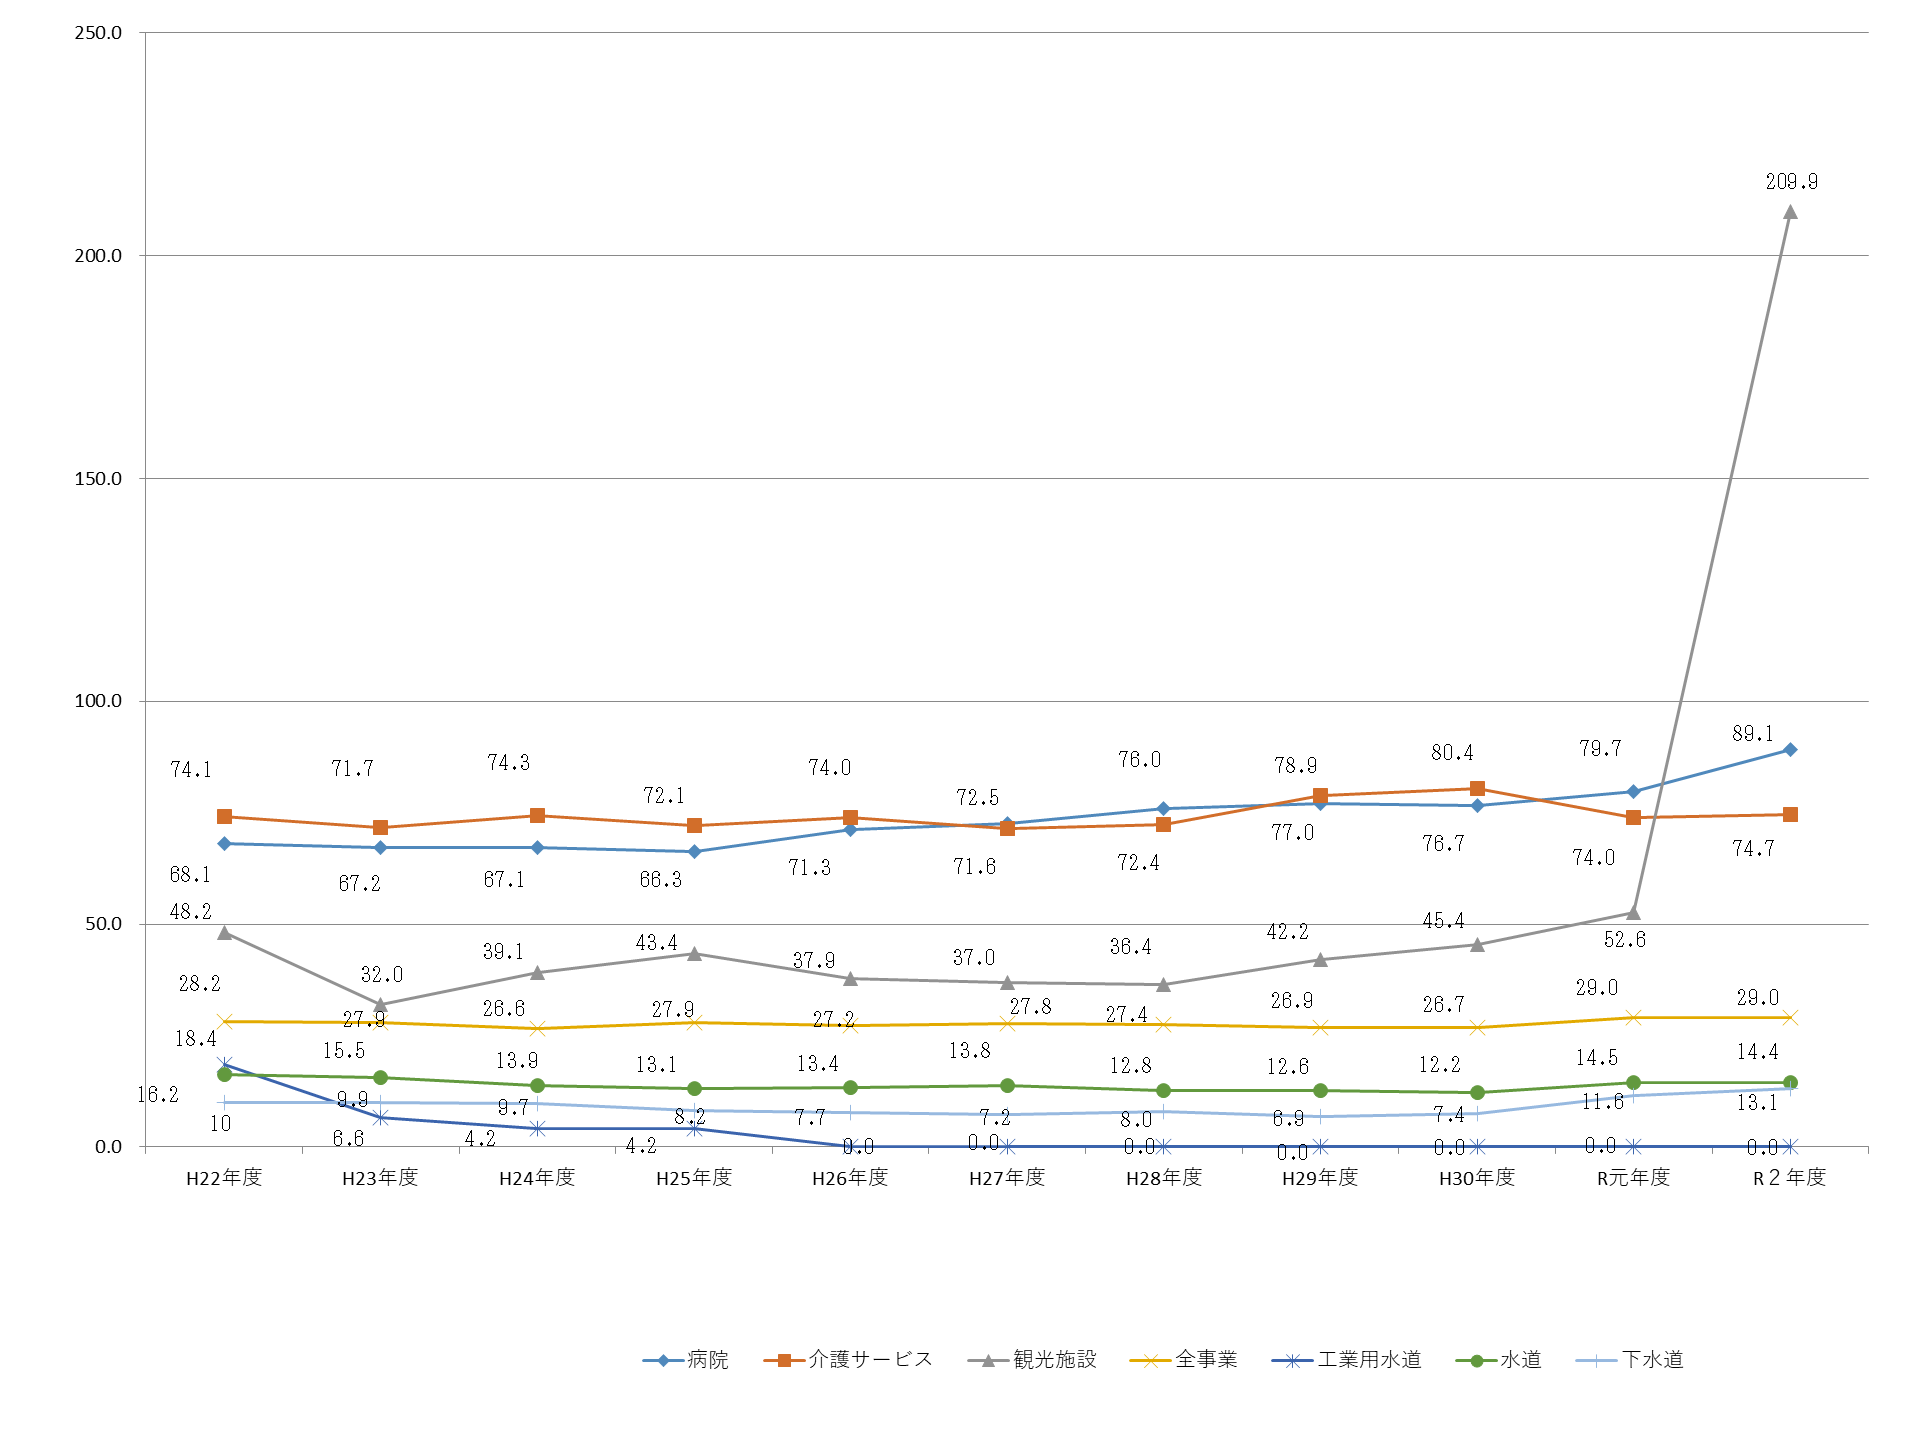 250.0
209.9
200.0
150.0
100.0
74.1 71.7 74.3 72.1 74.0 72.5 76.0 78.9 80.4 79.7 89.1
68.1 67.2 67.1 66.3 71.3 71.6 72.4 77.0 76.7 74.0 74.7
50.0
48.2 32.0 39.1 43.4 37.9 37.0 36.4 42.2 45.4 52.6
28.2 27.9 26.6 27.9 27.2 27.8 27.4 26.9 26.7 29.0 29.0
18.4 15.5 13.9 13.1 13.4 13.8 12.8 12.6 12.2 14.5 14.4
16.2 9.9 9.7 8.2 7.7 7.2 8.0 6.9 7.4 11.6 13.1
10 6.6 4.2 4.2 0.0 0.0 0.0 0.0 0.0 0.0 0.0
0.0
H22年度 H23年度 H24年度 H25年度 H26年度 H27年度 H28年度 H29年度 H30年度 R元年度 R２年度
病院 介護サービス 観光施設 全事業 工業用水道 水道 下水道